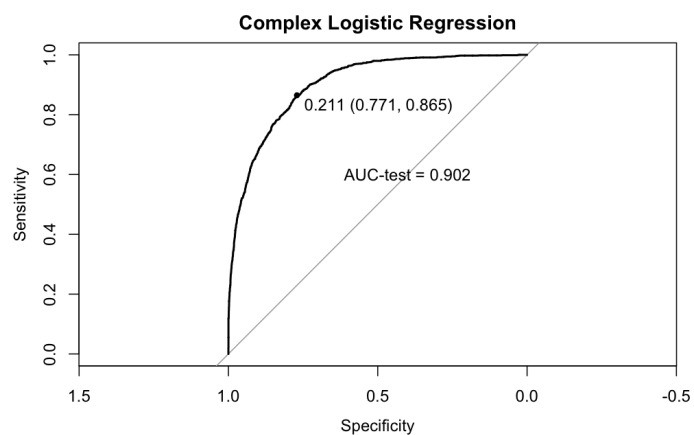 Complex Logistic Regression
Sensitivity
1.0
0.8
0.6
0.4
0.2
0.0
0.211 (0.771, 0.865)
AUC-test = 0.902
1.5 1.0 0.5 0.0 -0.5
Specificity